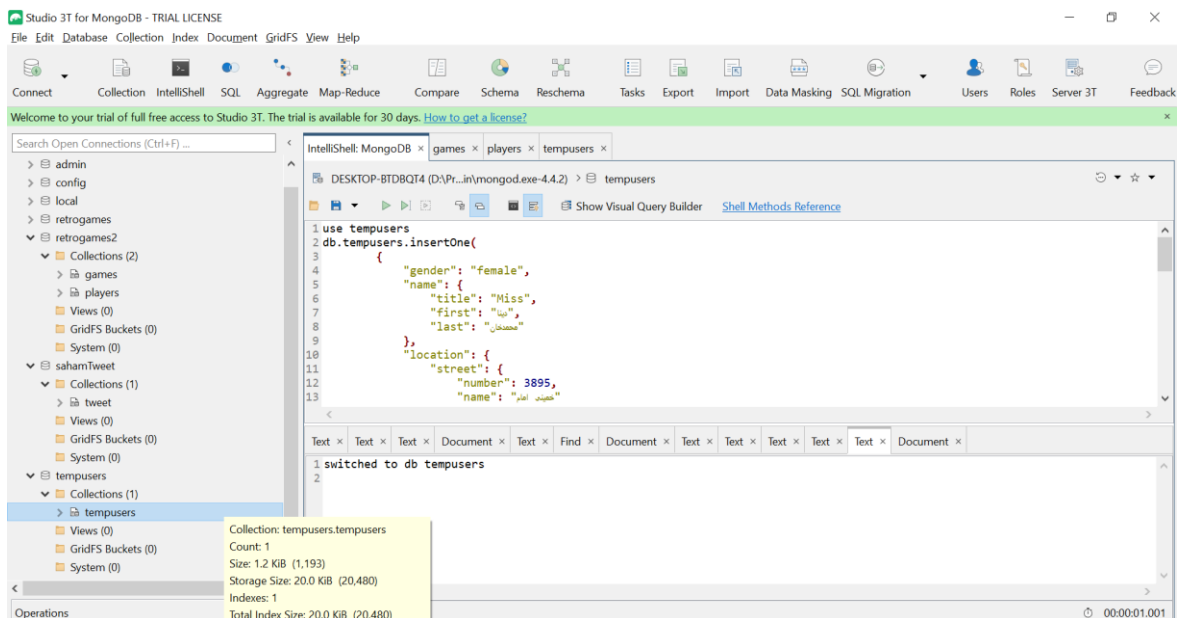 Studio 3T for MongoDB - TRIAL LICENSE
File Edit Database Collection Index Document GridFS View Help
Connect Collection IntelliShell SQL Aggregate Map-Reduce Compare Schema Reschema Tasks Export Import Data Masking SQL Migration Users Roles Server 3T Feedback
Welcome to your trial of full free access to Studio 3T. The trial is available for 30 days. How to get a license?
Search Open Connections (Ctrl+F) ...
admin
config
local
retrogames
retrogames2
Collections (2)
games
players
Views (0)
GridFS Buckets (0)
System (0)
sahamTweet
Collections (1)
tweet
Views (0)
GridFS Buckets (0)
System (0)
tempusers
Collections (1)
tempusers
Views (0)
GridFS Buckets (0)
System (0)
Collection: tempusers.tempusers
Count: 1
Size: 1.2 KiB (1,193)
Storage Size: 20.0 KiB (20,480)
Indexes: 1
Total Index Size: 20.0 KiB (20,480)
IntelliShell: MongoDB × games × players × tempusers ×
DESKTOP-BTDBQT4 (D:\Pr...in\mongod.exe-4.4.2) > tempusers
Show Visual Query Builder Shell Methods Reference
1 use tempusers
2 db.tempusers.insertOne(
3 {
4 "gender": "female",
5 "name": {
6 "title": "Miss",
7 "first": "دینا",
8 "last": "محمدخان"
9 },
10 "location": {
11 "street": {
12 "number": 3895,
13 "name": "خمینی امام"
Text × Text × Text × Document × Text × Find × Document × Text × Text × Text × Text × Text × Document ×
1 switched to db tempusers
2
Operations
00:00:01.001